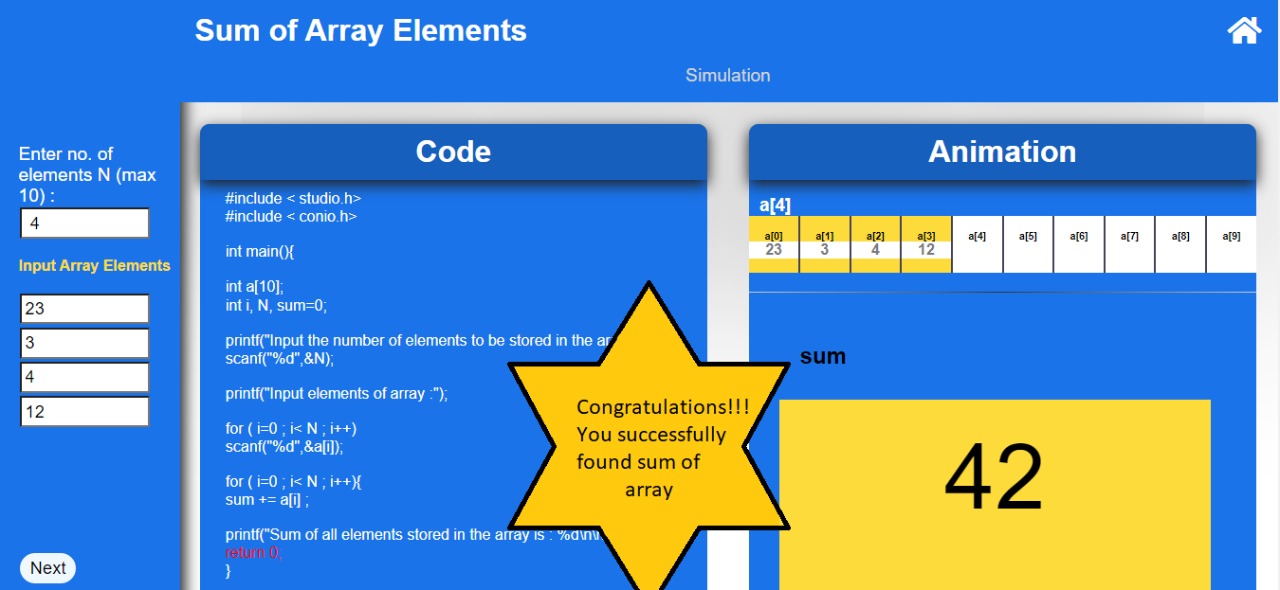 Sum of Array Elements
Simulation
Enter no. of
elements N (max
10) :
4
Input Array Elements
23
3
4
12
Next
Code
#include < studio.h>
#include < conio.h>
int main(){
int a[10];
int i, N, sum=0;
printf("Input the number of elements to be stored in the
scanf("%d",&N);
printf("Input elements of array :");
for ( i=0 ; i< N ; i++)
scanf("%d",&a[i]);
for ( i=0 ; i< N ; i++){
sum += a[i] ;
printf("Sum of all elements stored in the array is : %d\n\
return 0;
}
Congratulations!!!
You successfully
found sum of
array
Animation
a[4]
a[0] a[1] a[2] a[3] a[4] a[5] a[6] a[7] a[8] a[9]
23 3 4 12
sum
42